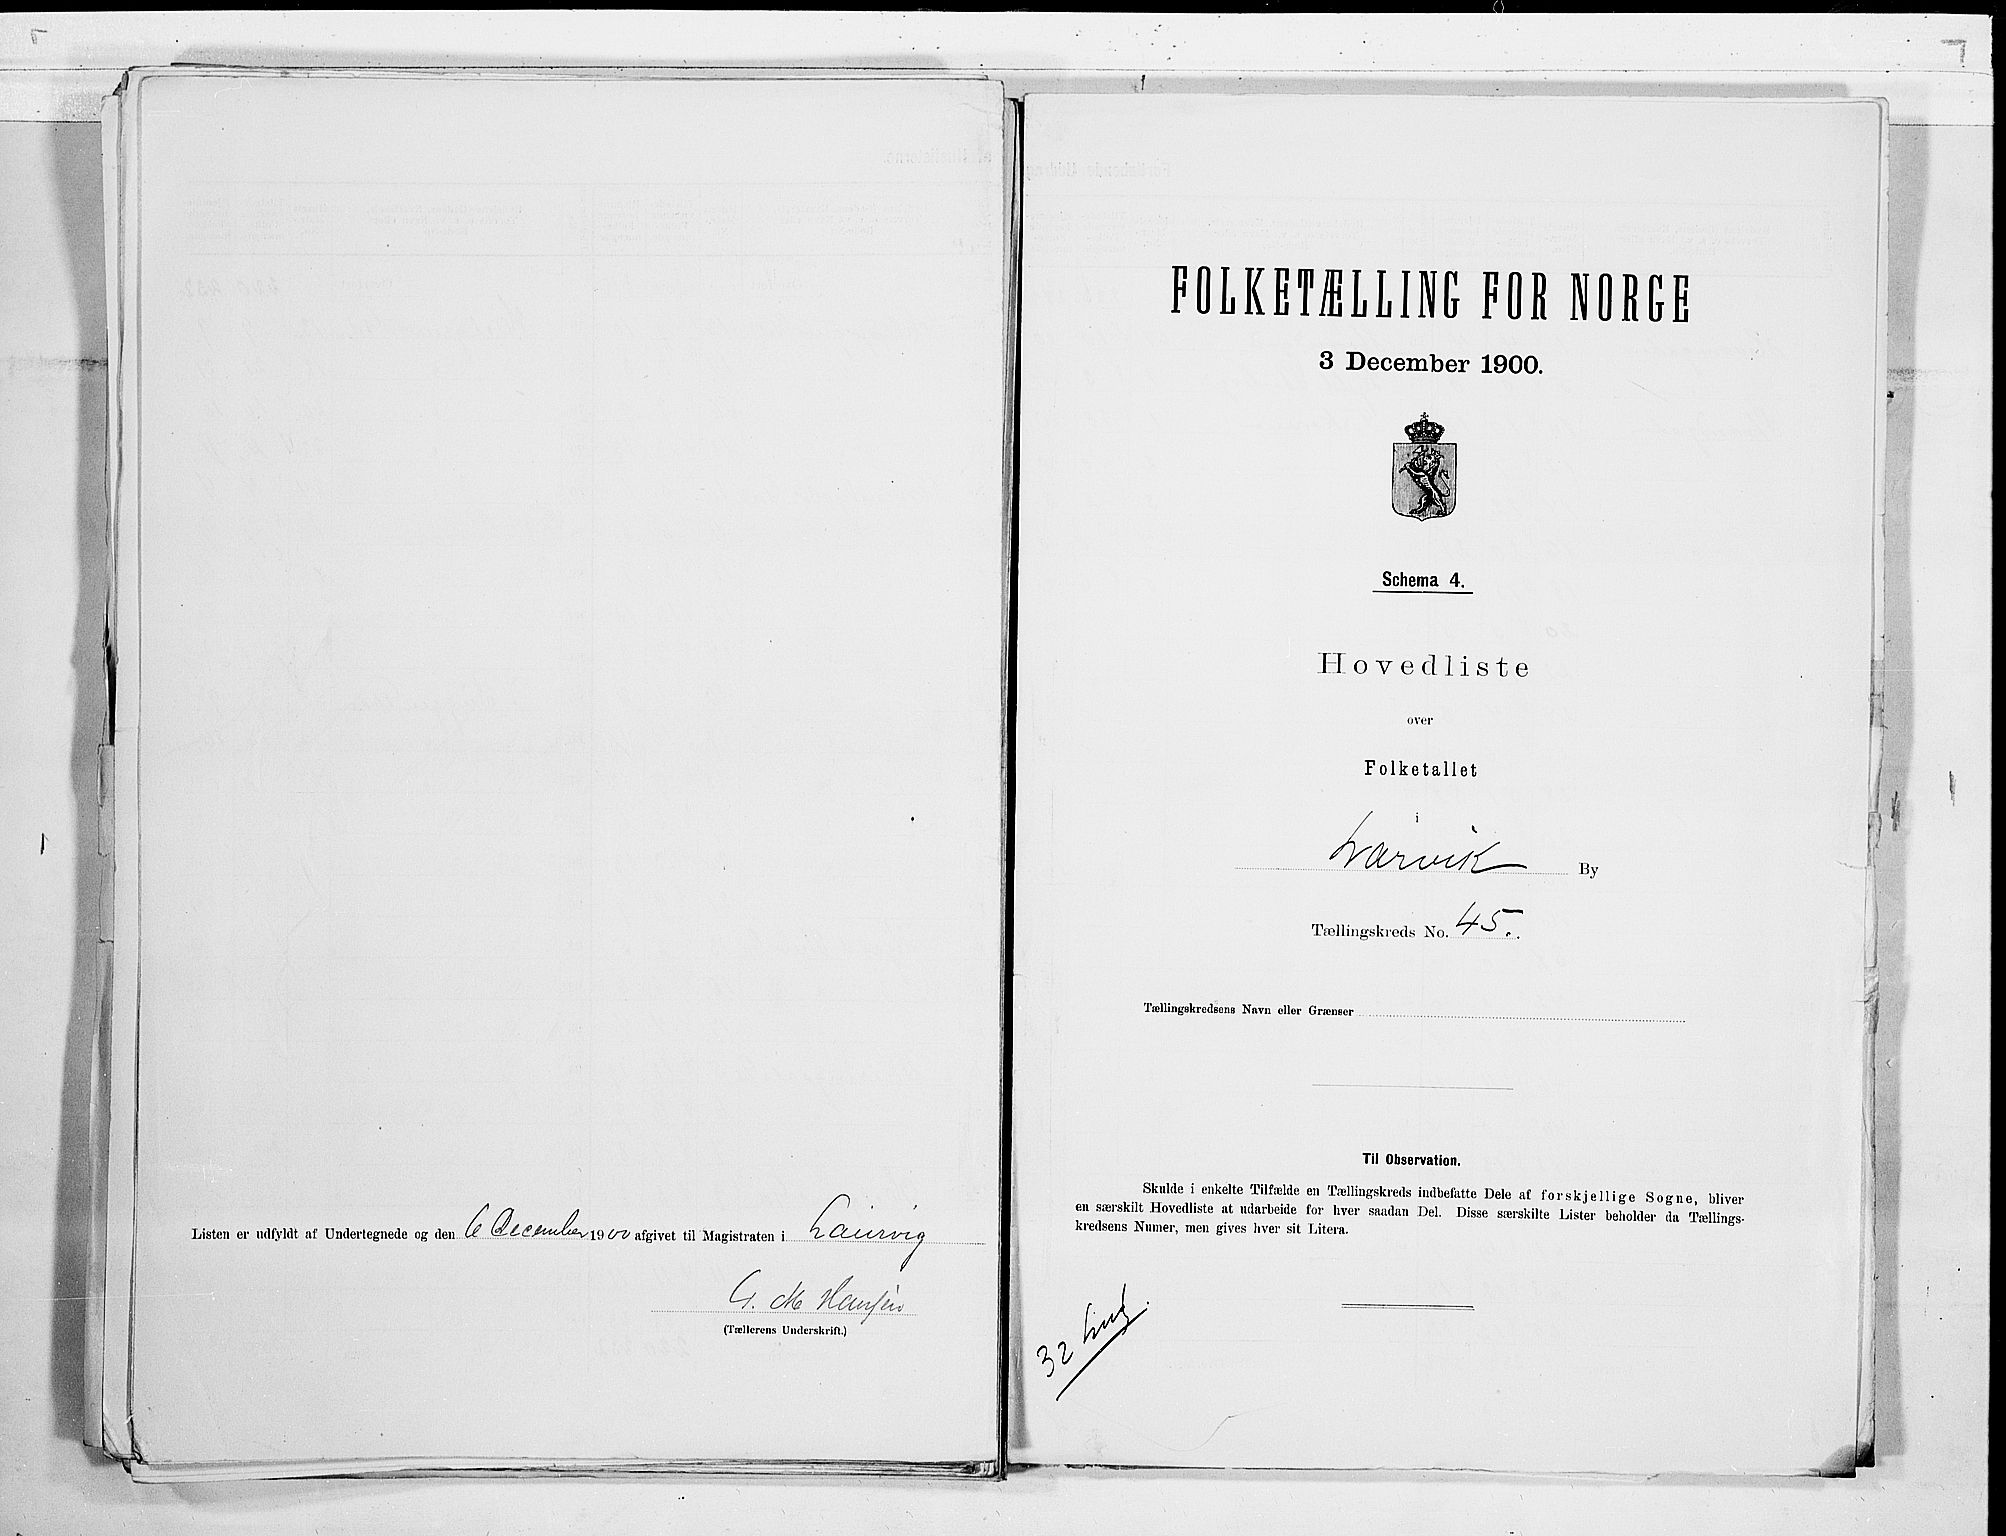 Listen er udfyldt af Undertegnede og den 6 December 1900 afgivet til Magistraten i Laurvig
G. M Hansen
(Tællerens Underskrift.)
FOLKETÆLLING FOR NORGE
3 December 1900.
Schema 4.
Hovedliste
over
Folketallet
i
Larvik By
Tællingskreds No. 45.
Tællingskredsens Navn eller Grænser
Til Observation.
Skulde i enkelte Tilfælde en Tællingskreds indbefatte Dele af forskjellige Sogne, bliver
en særskilt Hovedliste at udarbeide for hver saadan Del. Disse særskilte Lister beholder da Tællings-
kredsens Numer, men gives hver sit Litera.
32